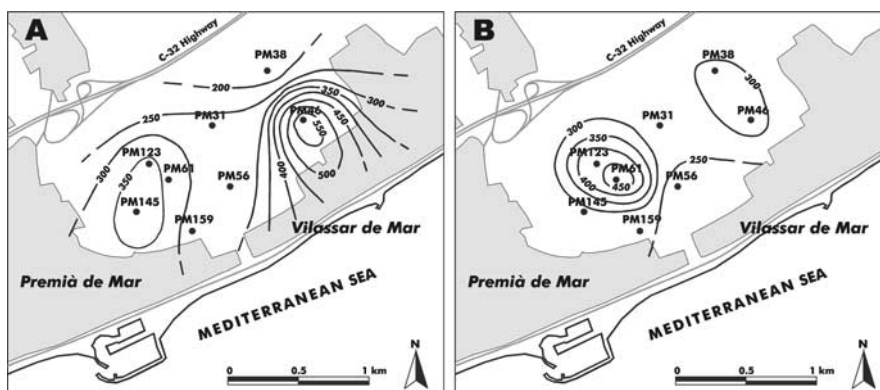 A
C-32 Highway
PM38
200
350
300
250
PM31
PM46
450
550
300
PM123
350
PM61
PM56
400
500
PM145
PM159
Vilassar de Mar
Premià de Mar
MEDITERRANEAN SEA
N
0 0.5 1 km
B
C-32 Highway
PM38
300
PM46
PM31
300
350
PM123
PM61
250
400
450
PM56
PM145
PM159
Vilassar de Mar
Premià de Mar
MEDITERRANEAN SEA
N
0 0.5 1 km